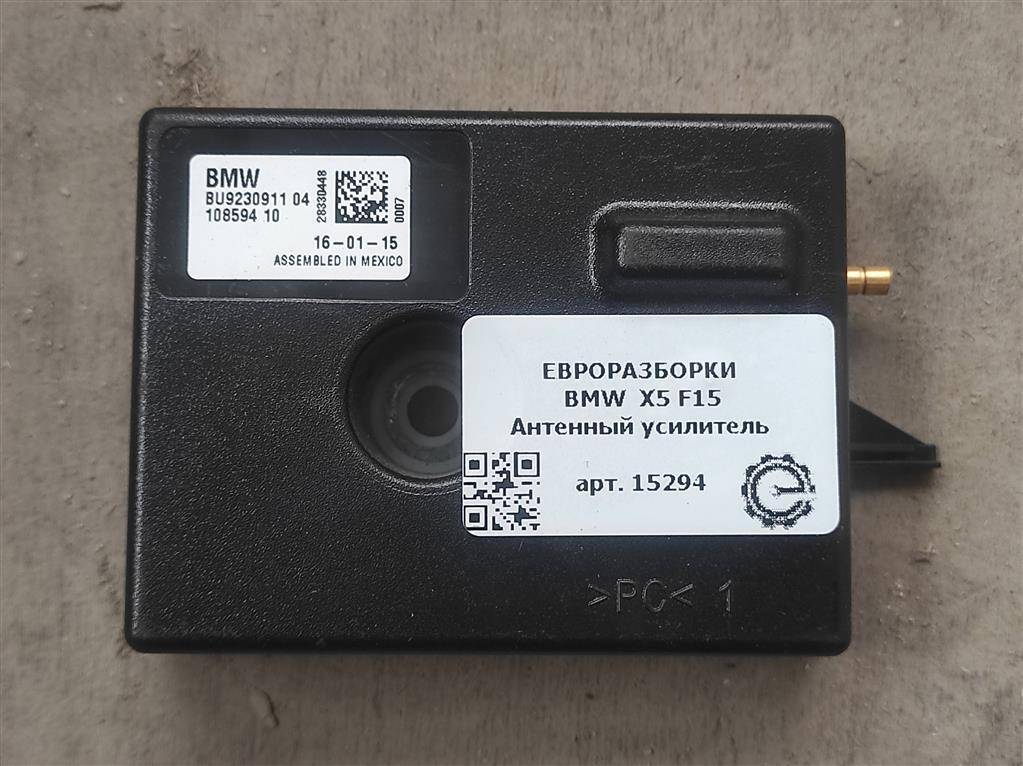 BMW
BU9230911 04
108594 10
28330448
0007
16-01-15
ASSEMBLED IN MEXICO
ЕВРОРАЗБОРКИ
BMW X5 F15
Антенный усилитель
арт. 15294
>PC< 1